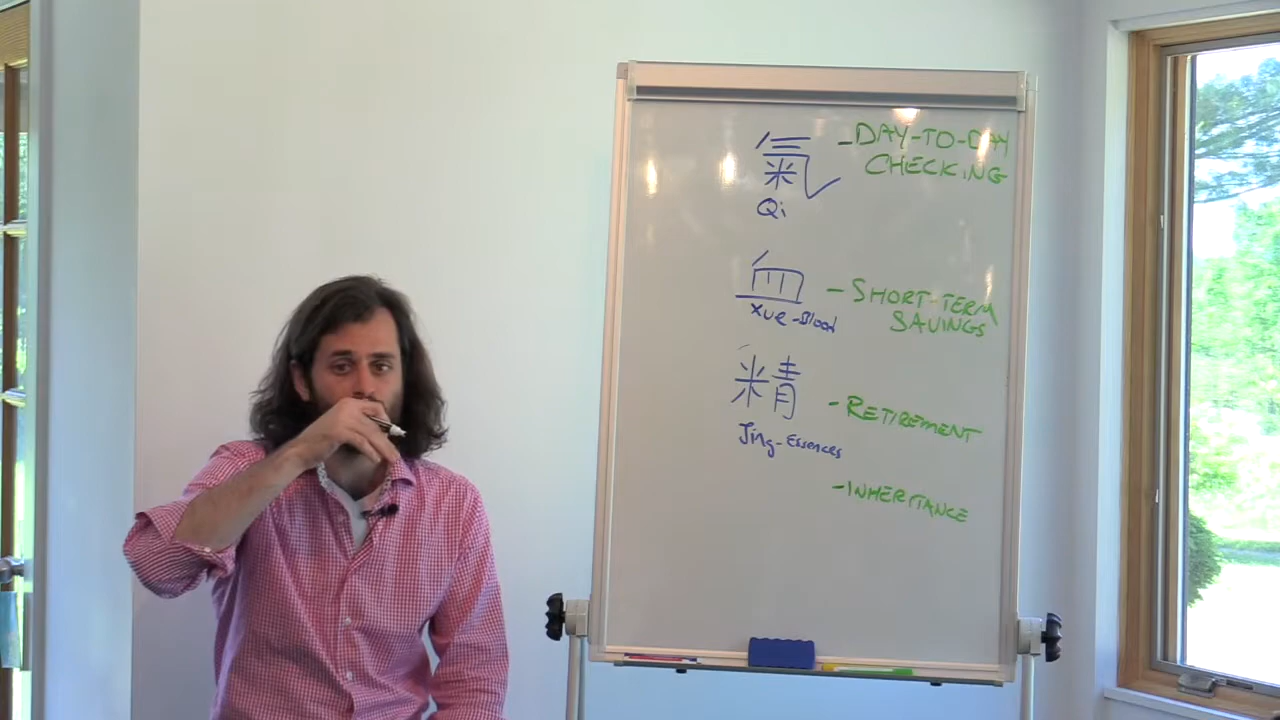 氣 -DAY-TO-DAY
CHECKING
Qi
血 - SHORT-TERM
SAVINGS
Xue-Blood
精 - RETIREMENT
Jing-Essences
-INHERITANCE